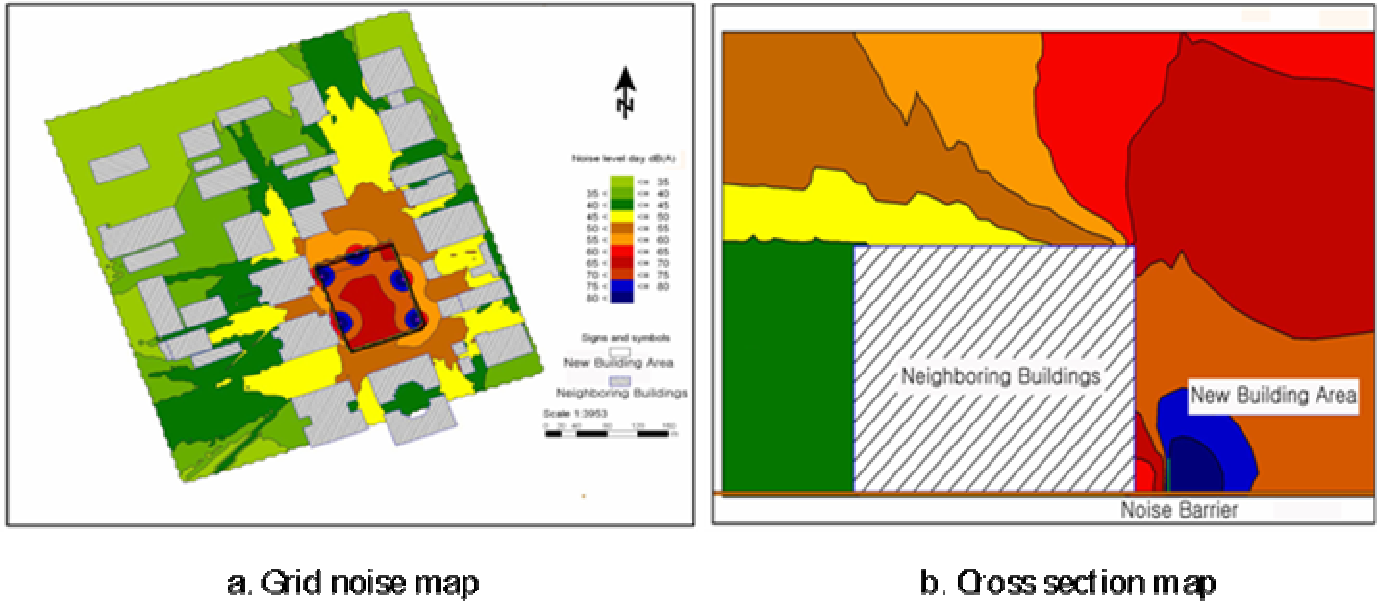 N
Noise level day dB(A)
<= 35
35 < <= 40
40 < <= 45
45 < <= 50
50 < <= 55
55 < <= 60
60 < <= 65
65 < <= 70
70 < <= 75
75 < <= 80
80 <
Signs and symbols
New Building Area
Neighboring Buildings
Scale 1:3953
Neighboring Buildings
New Building Area
Noise Barrier
a. Grid noise map
b. Cross section map